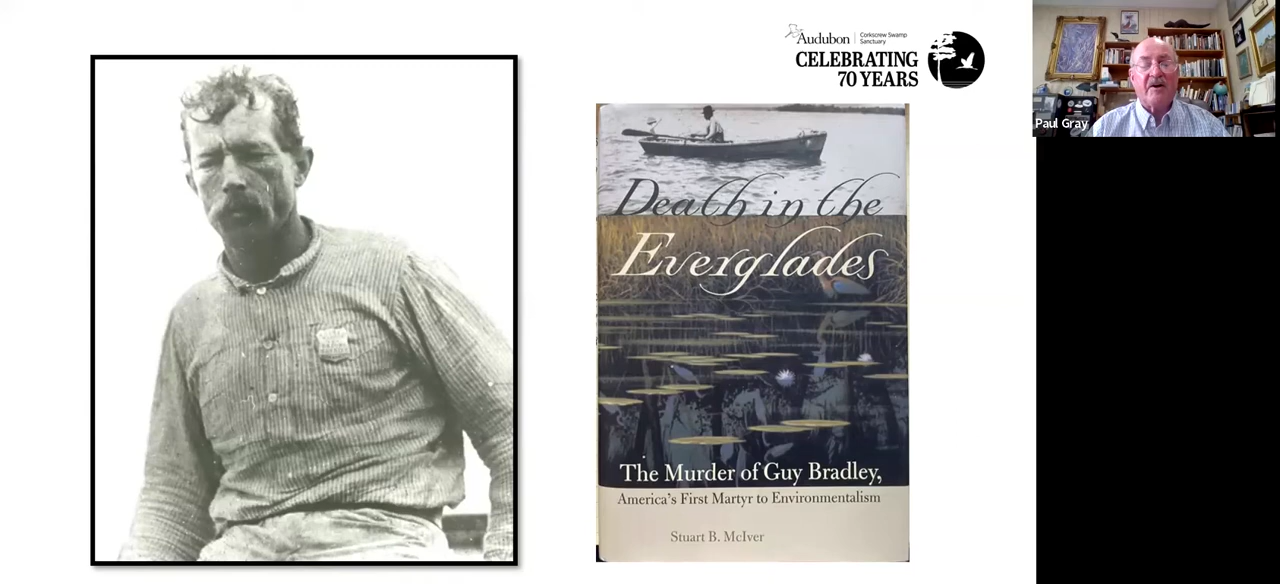 Audubon | Corkscrew Swamp
Sanctuary
CELEBRATING
70 YEARS
Paul Gray
Death in the
Everglades
The Murder of Guy Bradley,
America's First Martyr to Environmentalism
Stuart B. McIver